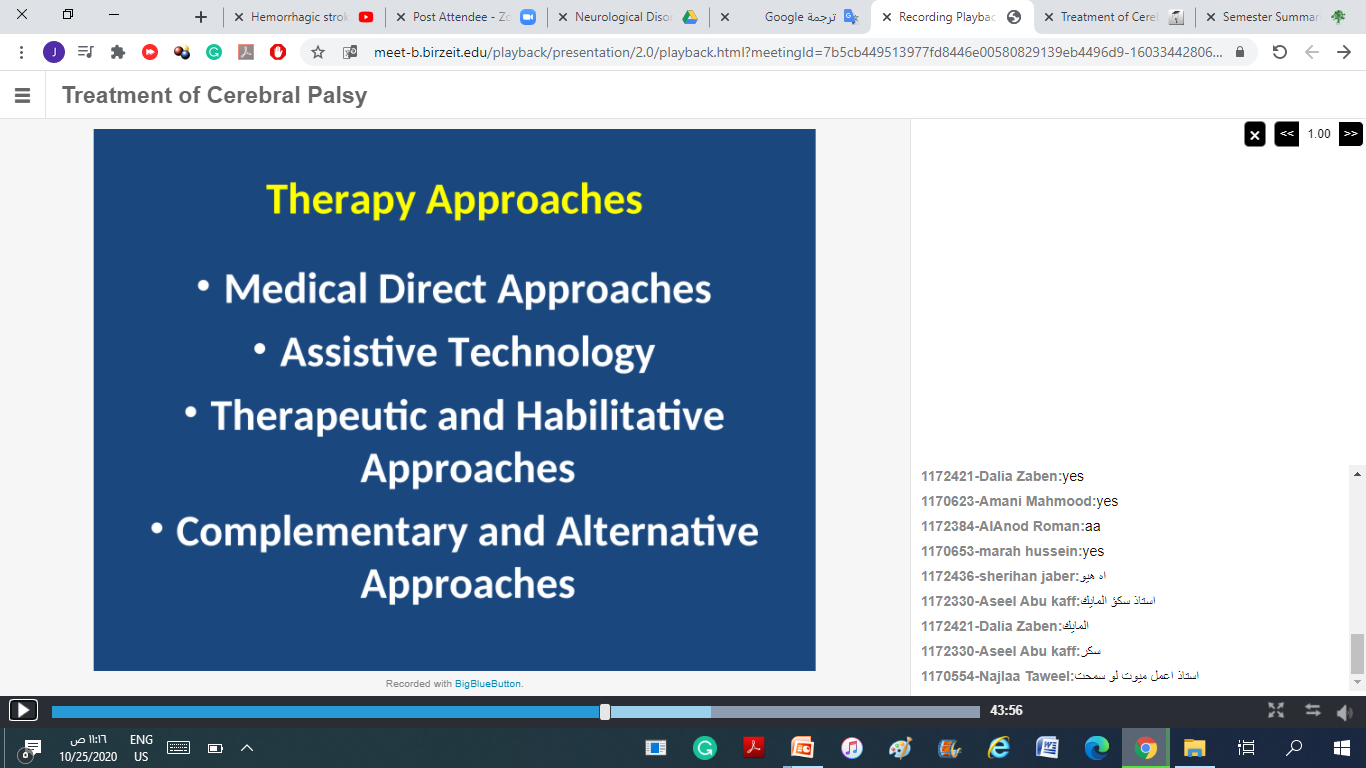 Hemorrhagic strok
Post Attendee - Zo
Neurological Diso
ترجمة Google
Recording Playbac
Treatment of Cere
Semester Summar
meet-b.birzeit.edu/playback/presentation/2.0/playback.html?meetingId=7b5cb449513977fd8446e00580829139eb4496d9-16033442806...
Treatment of Cerebral Palsy
<< 1.00 >>
Therapy Approaches
• Medical Direct Approaches
• Assistive Technology
• Therapeutic and Habilitative
Approaches
• Complementary and Alternative
Approaches
Recorded with BigBlueButton.
1172421-Dalia Zaben:yes
1170623-Amani Mahmood:yes
1172384-AlAnod Roman:aa
1170653-marah hussein:yes
1172436-sherihan jaber:اه هيو
1172330-Aseel Abu kaff:استاذ سكؤ المايك
1172421-Dalia Zaben:المايك
1172330-Aseel Abu kaff:سكر
1170554-Najlaa Taweel:استاذ اعمل ميوت لو سمحت
43:56
١١:١٦ ص
10/25/2020
ENG
US